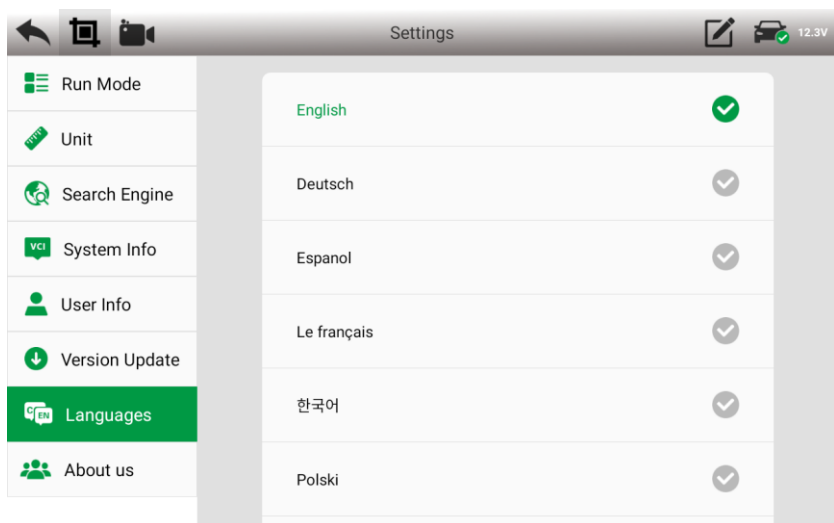 Settings
12.3V
Run Mode
Unit
Search Engine
VCI
System Info
User Info
Version Update
C EN
Languages
About us
English
Deutsch
Espanol
Le français
한국어
Polski